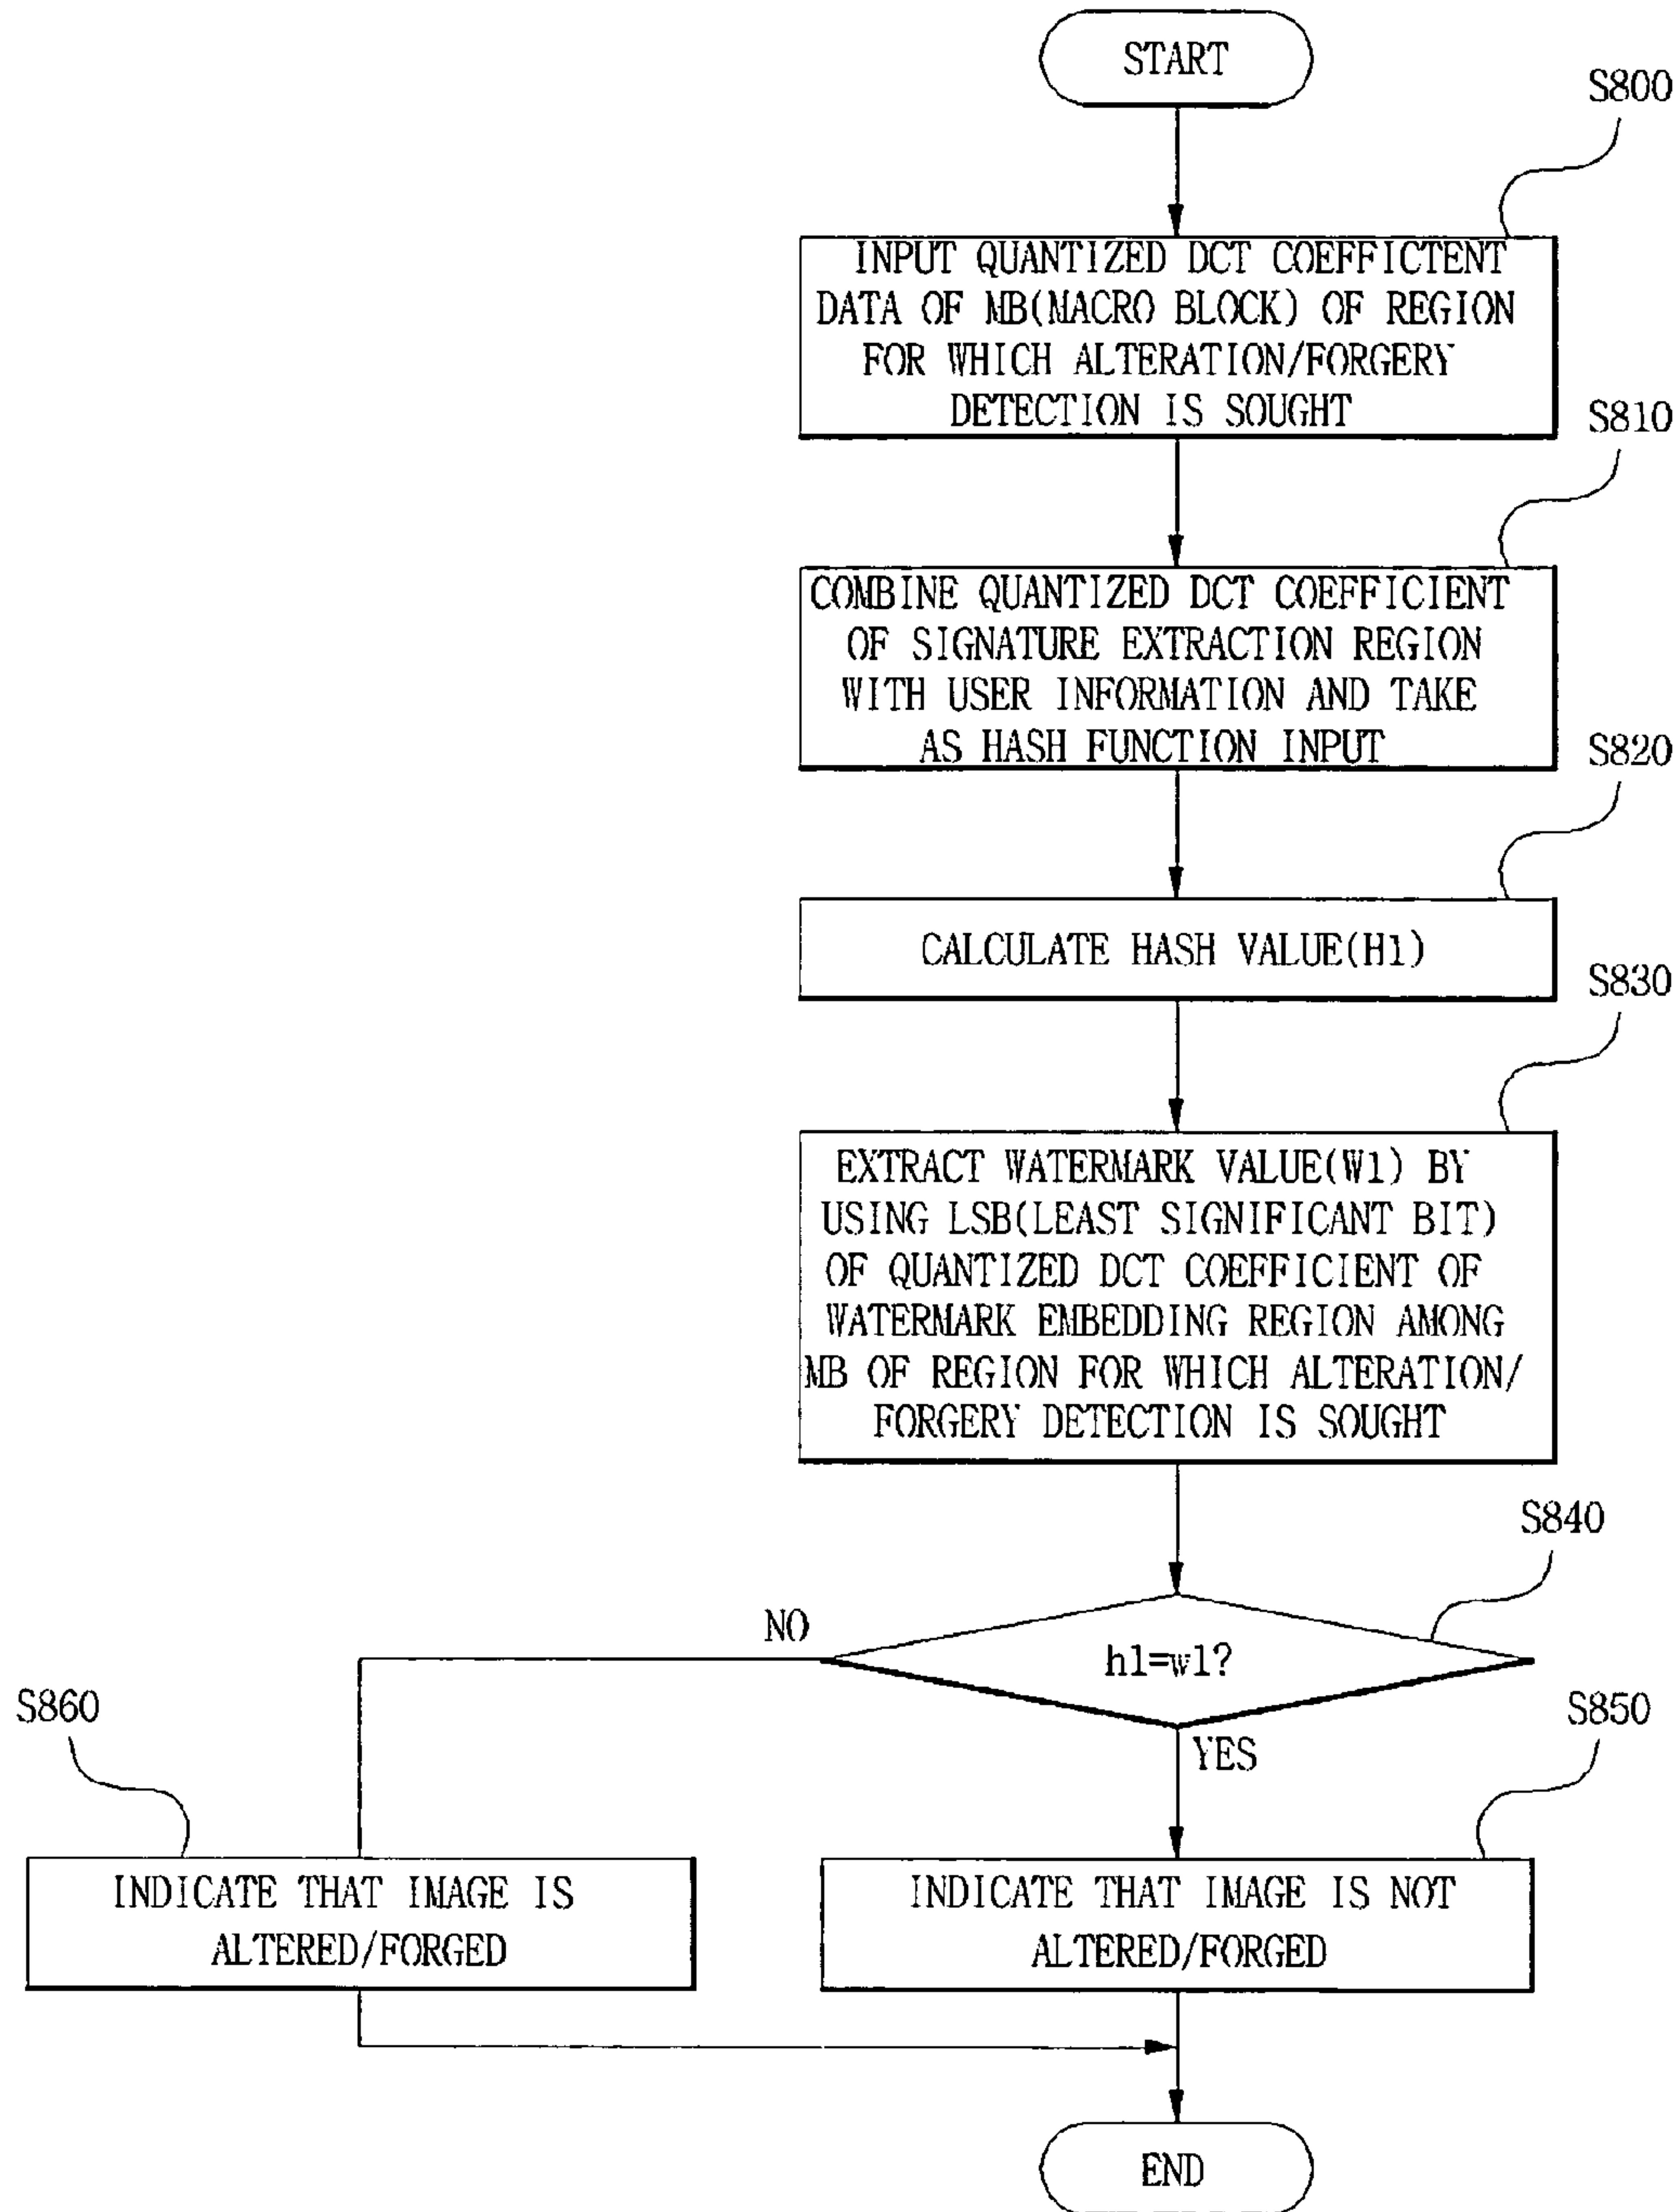 START
S800
INPUT QUANTIZED DCT COEFFICTENT
DATA OF MB(MACRO BLOCK) OF REGION
FOR WHICH ALTERATION/FORGERY
DETECTION IS SOUGHT
S810
COMBINE QUANTIZED DCT COEFFICIENT
OF SIGNATURE EXTRACTION REGION
WITH USER INFORMATION AND TAKE
AS HASH FUNCTION INPUT
S820
CALCULATE HASH VALUE(H1)
S830
EXTRACT WATERMARK VALUE(W1) BY
USING LSB(LEAST SIGNIFICANT BIT)
OF QUANTIZED DCT COEFFICIENT OF
WATERMARK EMBEDDING REGION AMONG
MB OF REGION FOR WHICH ALTERATION/
FORGERY DETECTION IS SOUGHT
S840
h1=w1?
NO
YES
S860
INDICATE THAT IMAGE IS
ALTERED/FORGED
S850
INDICATE THAT IMAGE IS NOT
ALTERED/FORGED
END